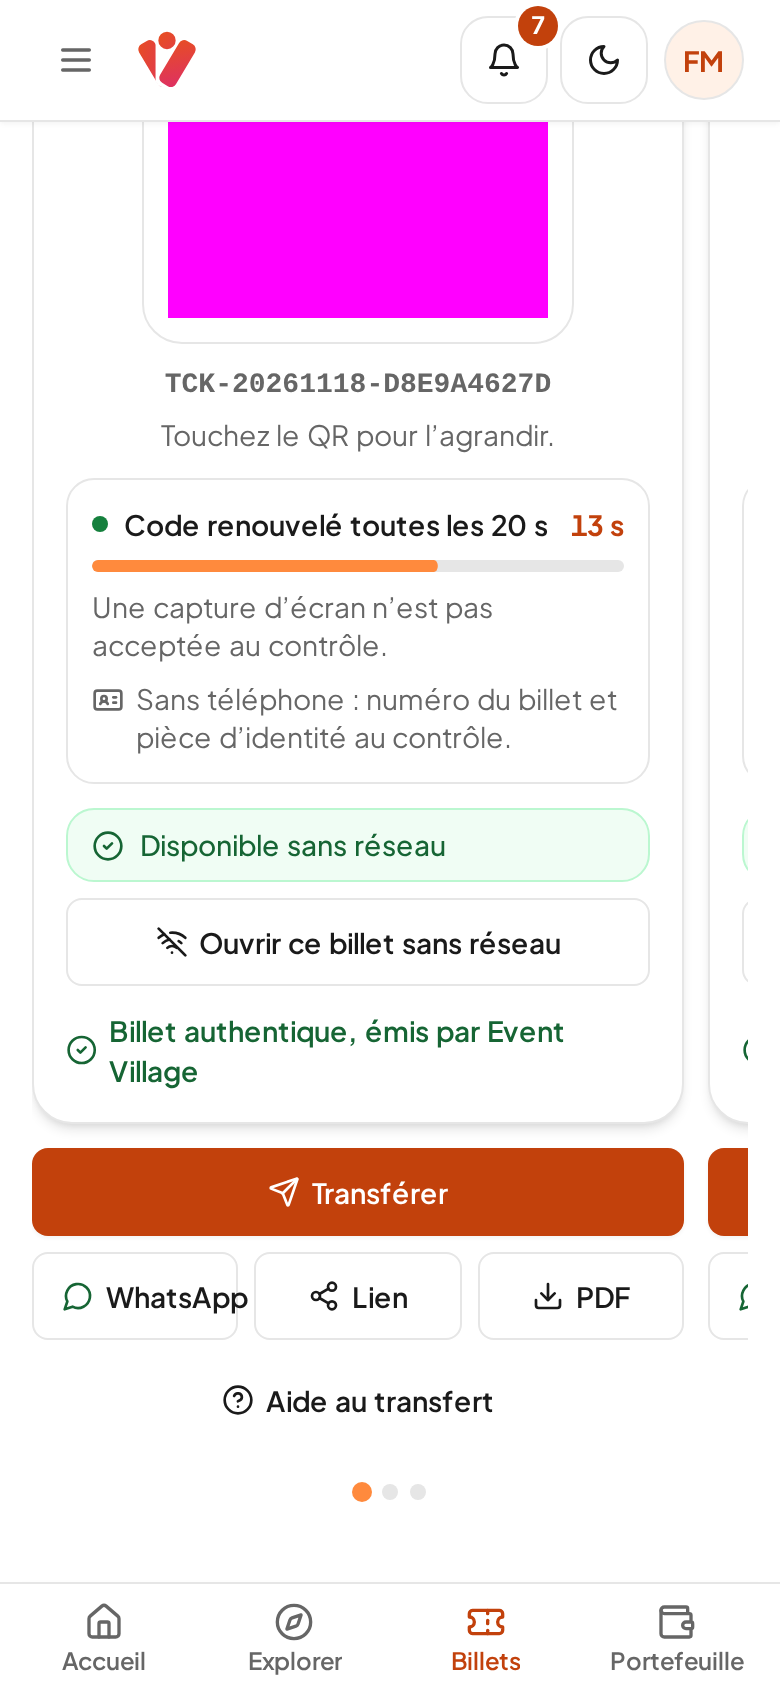 7
FM
TCK-20261118-D8E9A4627D
Touchez le QR pour l’agrandir.
Code renouvelé toutes les 20 s 13 s
Une capture d’écran n’est pas
acceptée au contrôle.
Sans téléphone : numéro du billet et
pièce d’identité au contrôle.
Disponible sans réseau
Ouvrir ce billet sans réseau
Billet authentique, émis par Event
Village
Transférer
WhatsApp Lien PDF
Aide au transfert
Accueil Explorer Billets Portefeuille